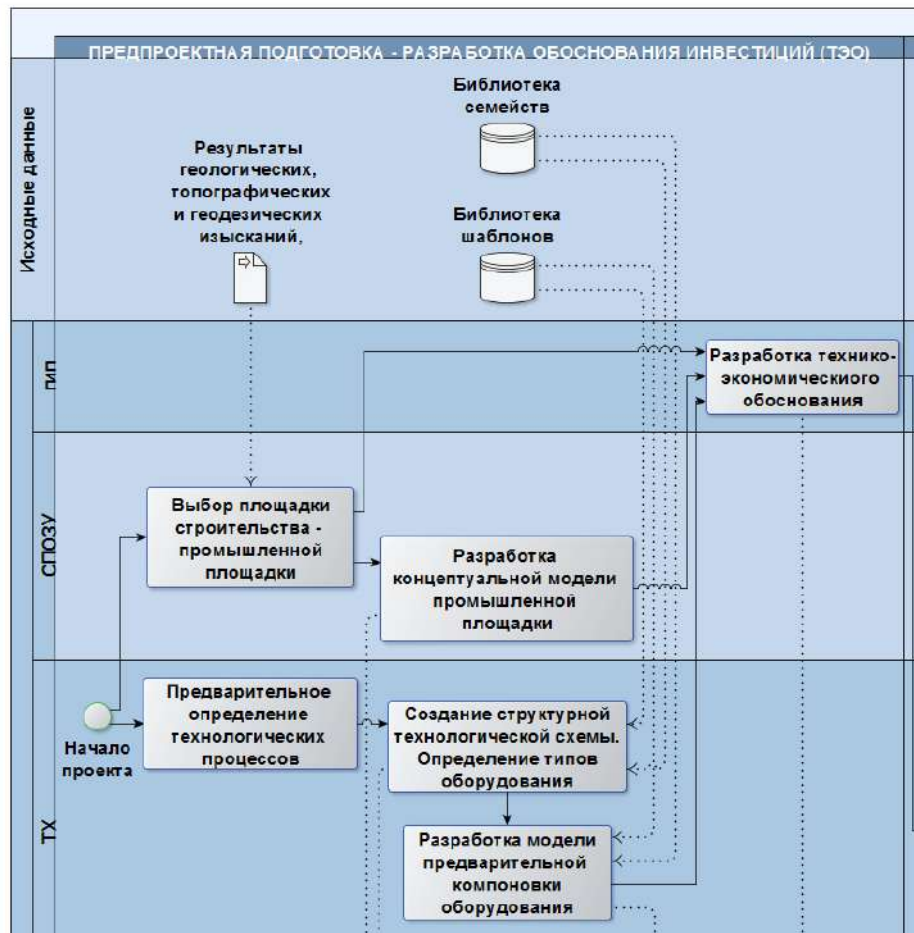 ПРЕДПРОЕКТНАЯ ПОДГОТОВКА - РАЗРАБОТКА ОБОСНОВАНИЯ ИНВЕСТИЦИЙ (ТЭО)
Исходные данные
Результаты
геологических,
топографических
и геодезических
изысканий,
Библиотека
семейств
Библиотека
шаблонов
ГИП
Разработка технико-
экономического
обоснования
СПОЗУ
Выбор площадки
строительства -
промышленной
площадки
Разработка
концептуальной модели
промышленной
площадки
ТХ
Начало
проекта
Предварительное
определение
технологических
процессов
Создание структурной
технологической схемы.
Определение типов
оборудования
Разработка модели
предварительной
компоновки
оборудования